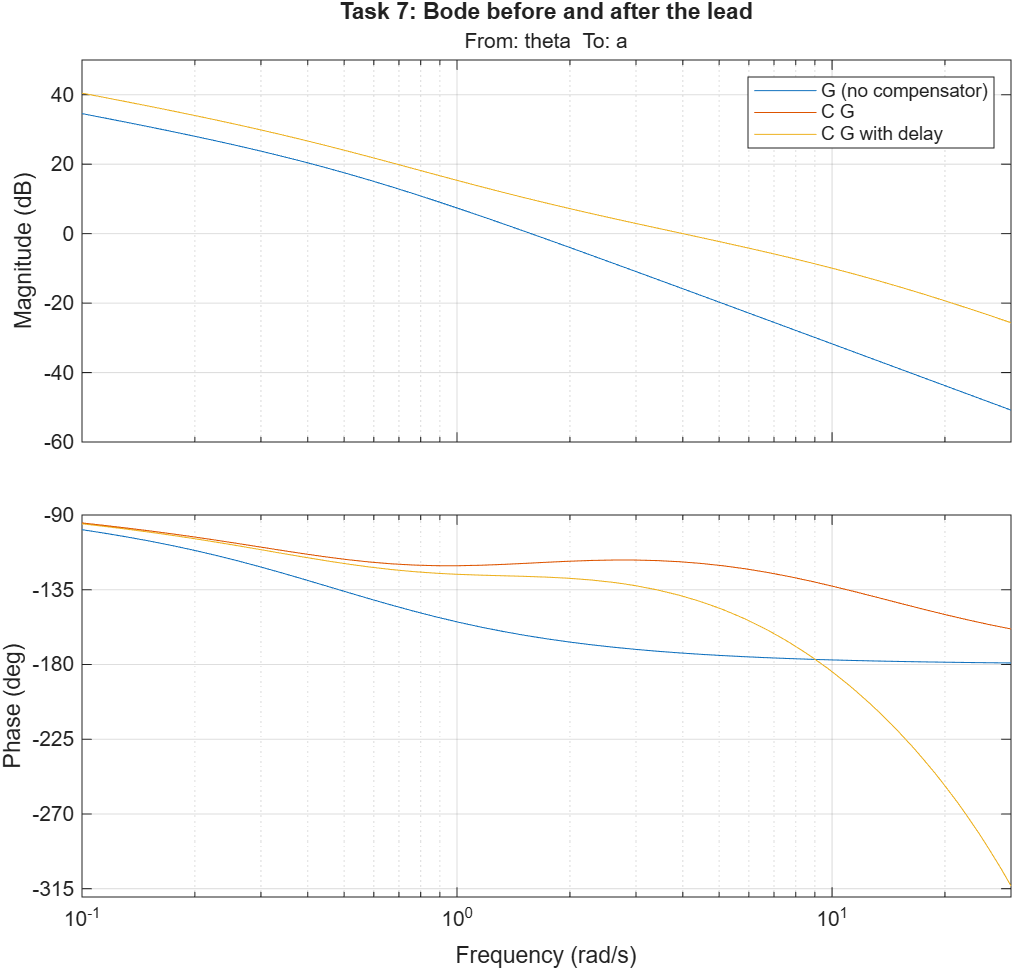 Task 7: Bode before and after the lead
From: theta  To: a
G (no compensator)
C G
C G with delay
Magnitude (dB)
40
20
0
-20
-40
-60
Phase (deg)
-90
-135
-180
-225
-270
-315
10^-1
10^0
10^1
Frequency (rad/s)